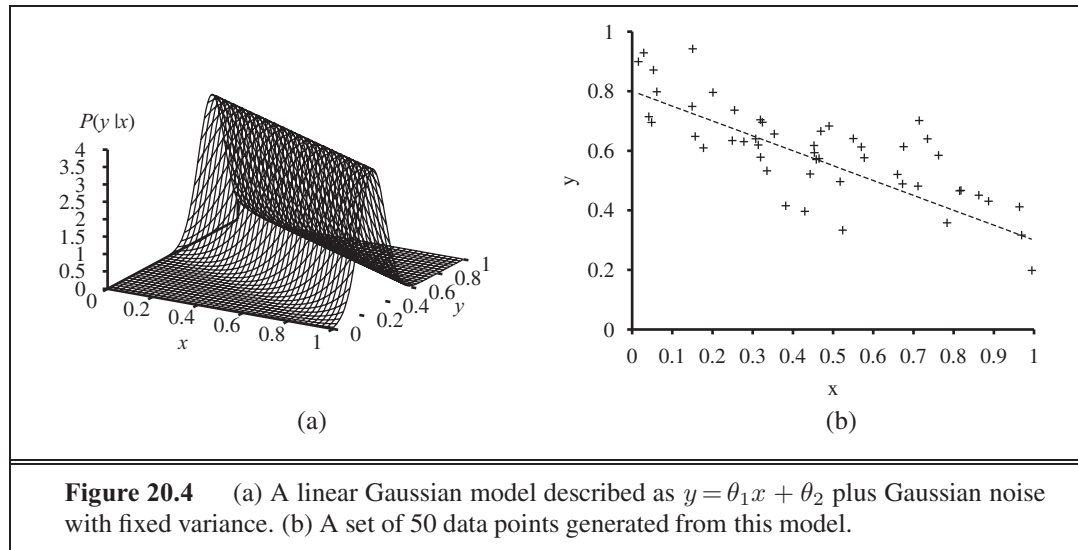 P(y |x)
4
3.5
3
2.5
2
1.5
1
0.5
0
0 0.2 0.4 0.6 0.8 1
x
0 0.2 0.4 0.6 0.8 1
y
(a)
1
0.8
0.6
0.4
0.2
0
y
0 0.1 0.2 0.3 0.4 0.5 0.6 0.7 0.8 0.9 1
x
(b)
Figure 20.4 (a) A linear Gaussian model described as y = θ₁x + θ₂ plus Gaussian noise
with fixed variance. (b) A set of 50 data points generated from this model.